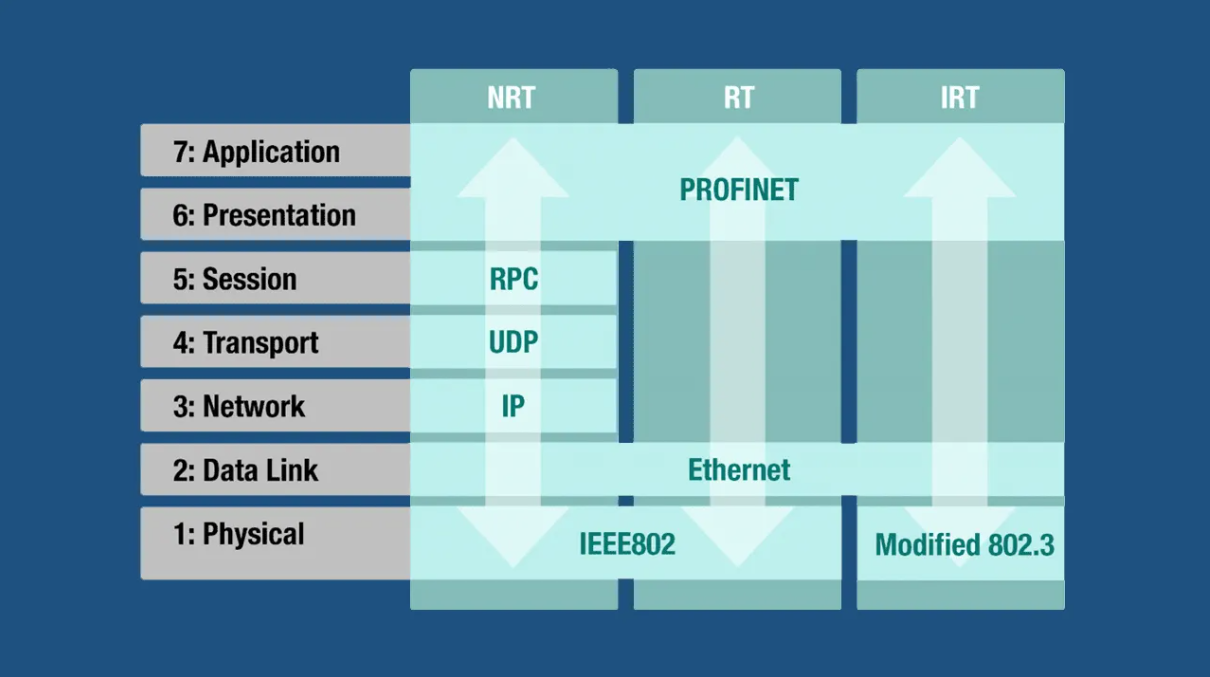 NRT RT IRT
7: Application
PROFINET
6: Presentation
5: Session RPC
4: Transport UDP
3: Network IP
2: Data Link Ethernet
1: Physical IEEE802 Modified 802.3